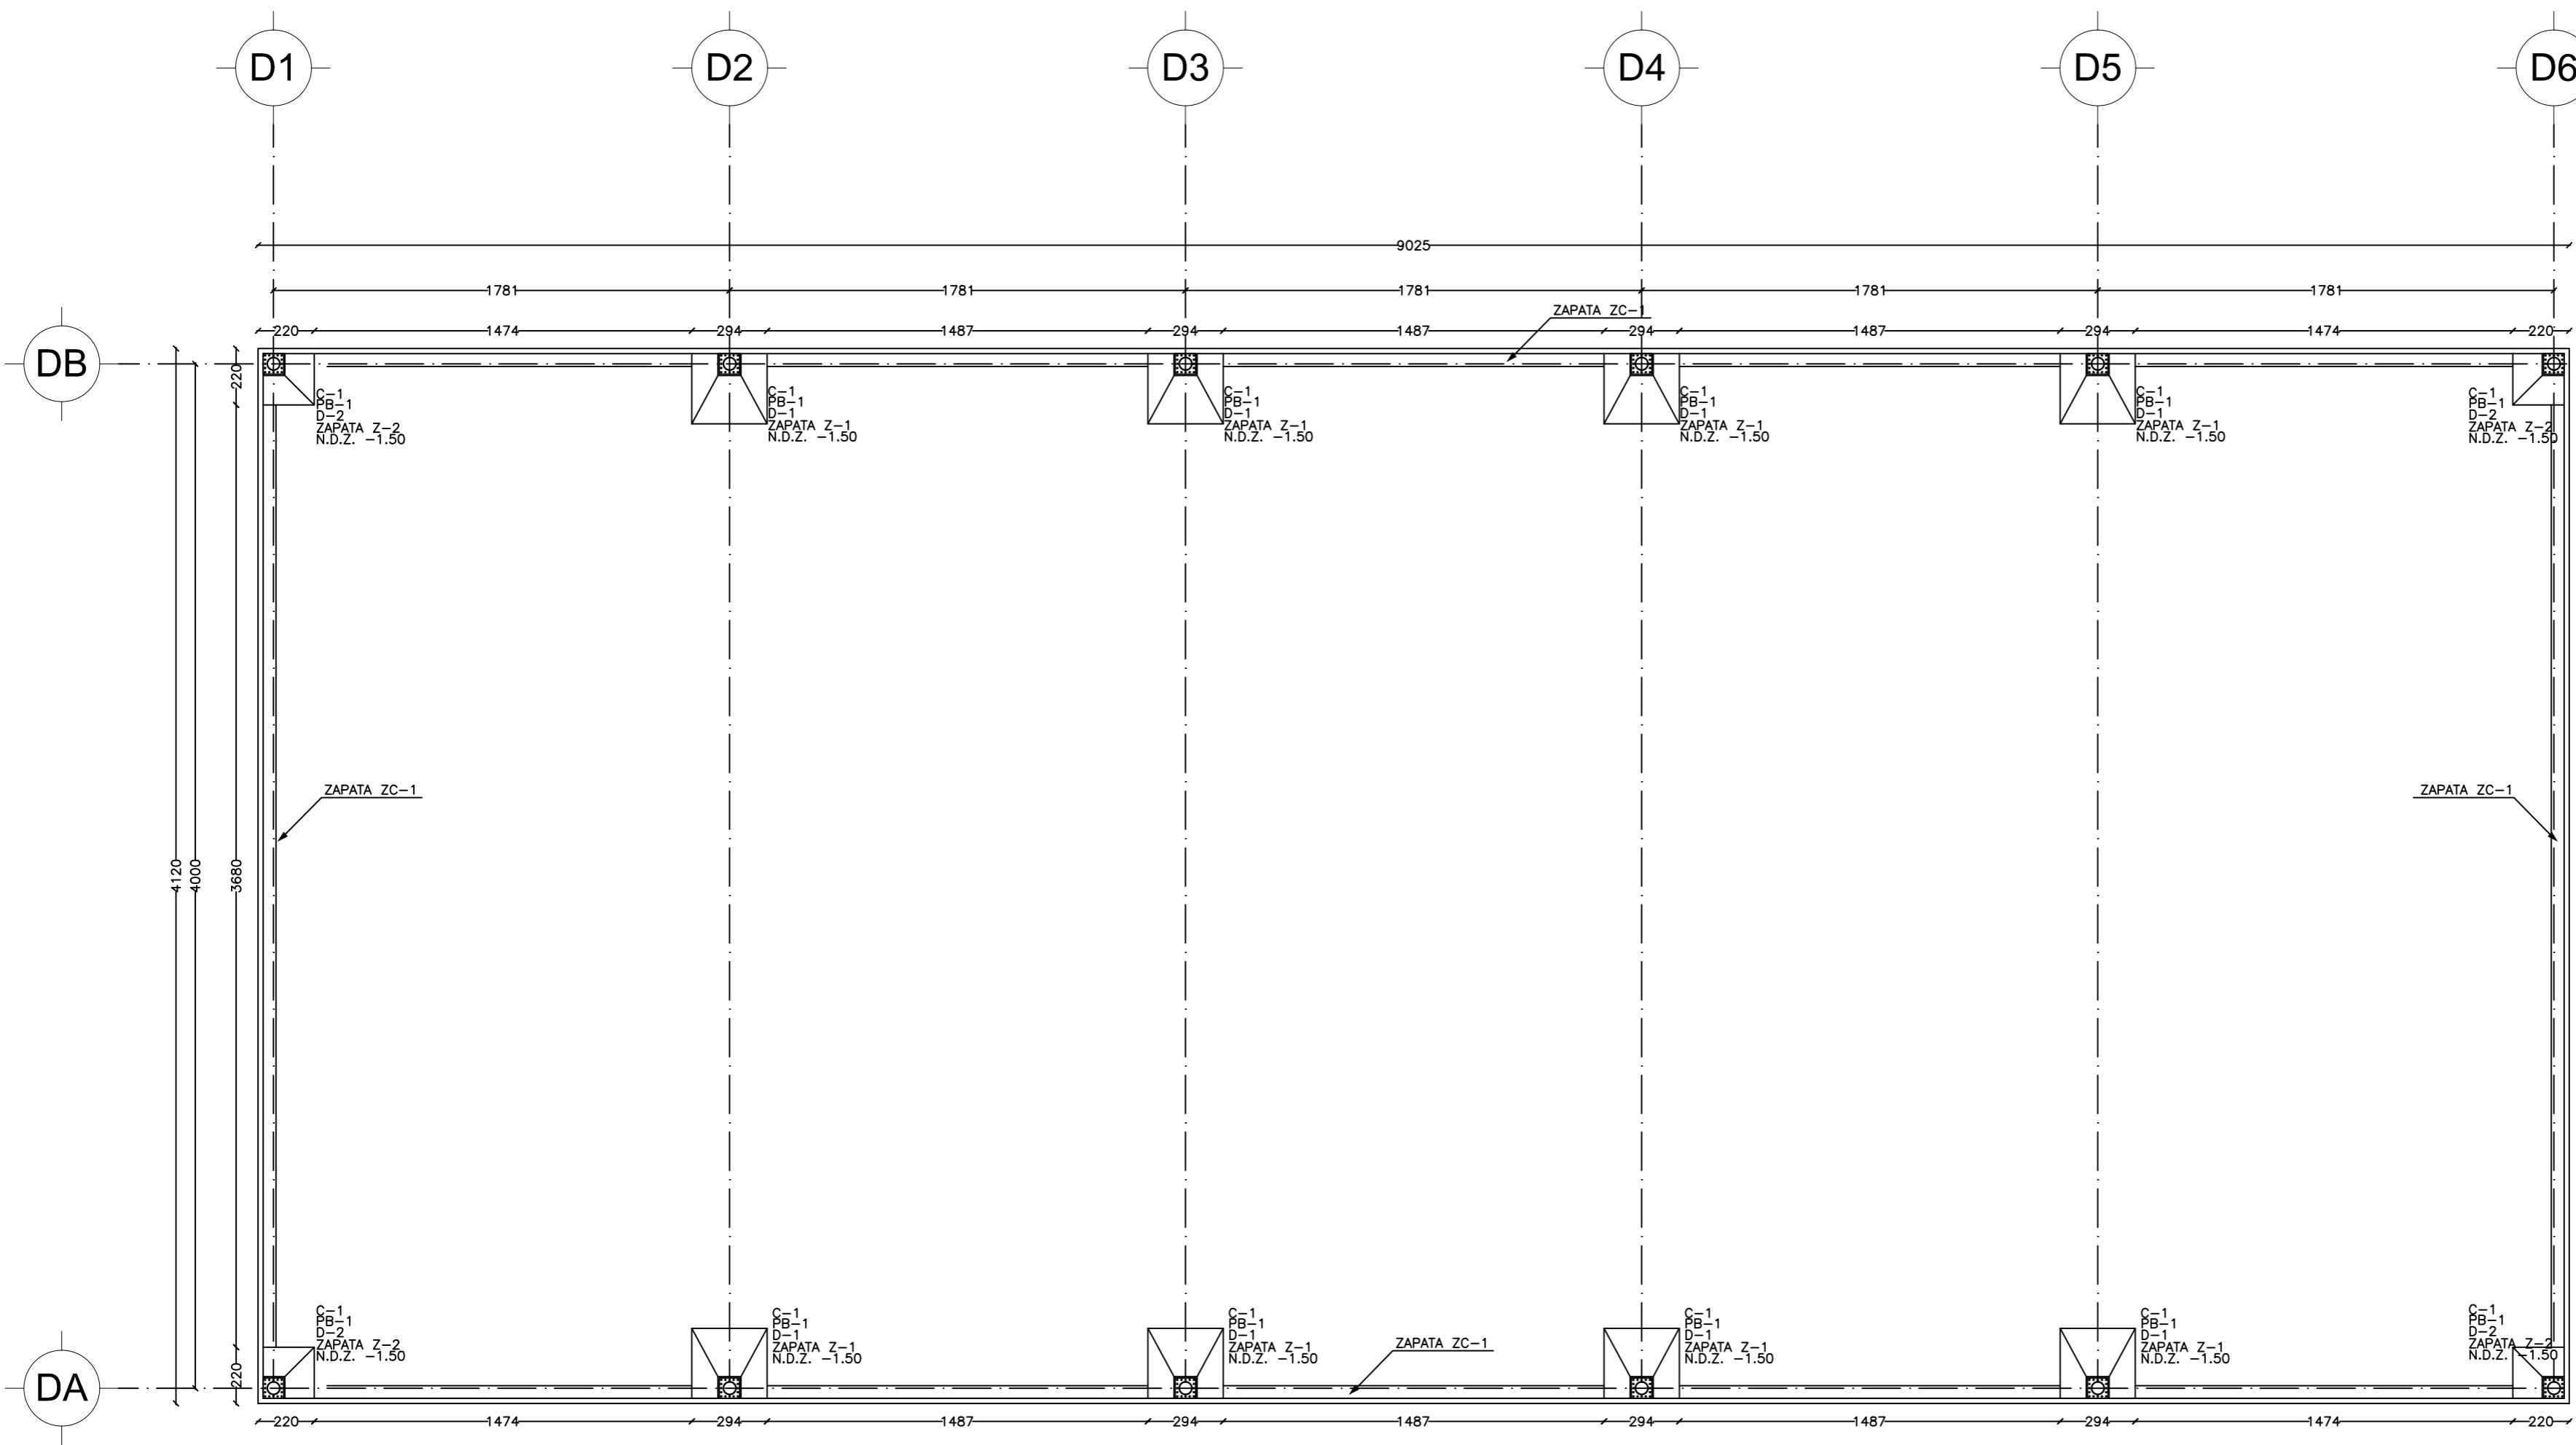 D1 D2 D3 D4 D5 D6
9025
1781 1781 1781 1781 1781
ZAPATA ZC-1
220 1474 294 1487 294 1487 294 1487 294 1474 220
DB
220
C-1
PB-1
D-2
ZAPATA Z-2
N.D.Z. -1.50
C-1
PB-1
D-1
ZAPATA Z-1
N.D.Z. -1.50
C-1
PB-1
D-1
ZAPATA Z-1
N.D.Z. -1.50
C-1
PB-1
D-1
ZAPATA Z-1
N.D.Z. -1.50
C-1
PB-1
D-1
ZAPATA Z-1
N.D.Z. -1.50
C-1
PB-1
D-2
ZAPATA Z-2
N.D.Z. -1.50
ZAPATA ZC-1
ZAPATA ZC-1
4120
4000
3680
C-1
PB-1
D-2
ZAPATA Z-2
N.D.Z. -1.50
C-1
PB-1
D-1
ZAPATA Z-1
N.D.Z. -1.50
C-1
PB-1
D-1
ZAPATA Z-1
N.D.Z. -1.50
ZAPATA ZC-1
C-1
PB-1
D-1
ZAPATA Z-1
N.D.Z. -1.50
C-1
PB-1
D-1
ZAPATA Z-1
N.D.Z. -1.50
C-1
PB-1
D-2
ZAPATA Z-2
N.D.Z. -1.50
220
DA
220 1474 294 1487 294 1487 294 1487 294 1474 220